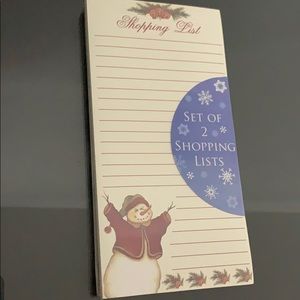 Shopping List
SET OF
2
SHOPPING
LISTS